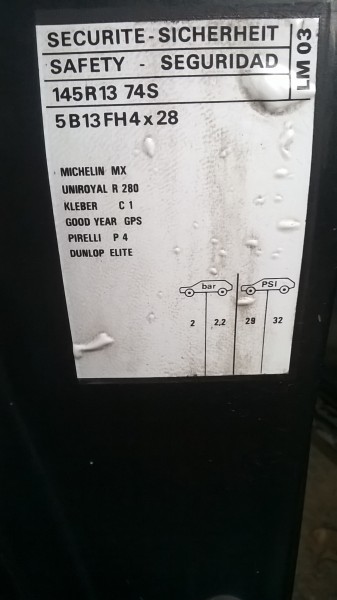 SECURITE - SICHERHEIT
SAFETY - SEGURIDAD
LM 03
145R13 74S
5B13FH4x28
MICHELIN MX
UNIROYAL R 280
KLEBER C 1
GOOD YEAR GPS
PIRELLI P 4
DUNLOP ELITE
bar PSI
2 2,2 29 32